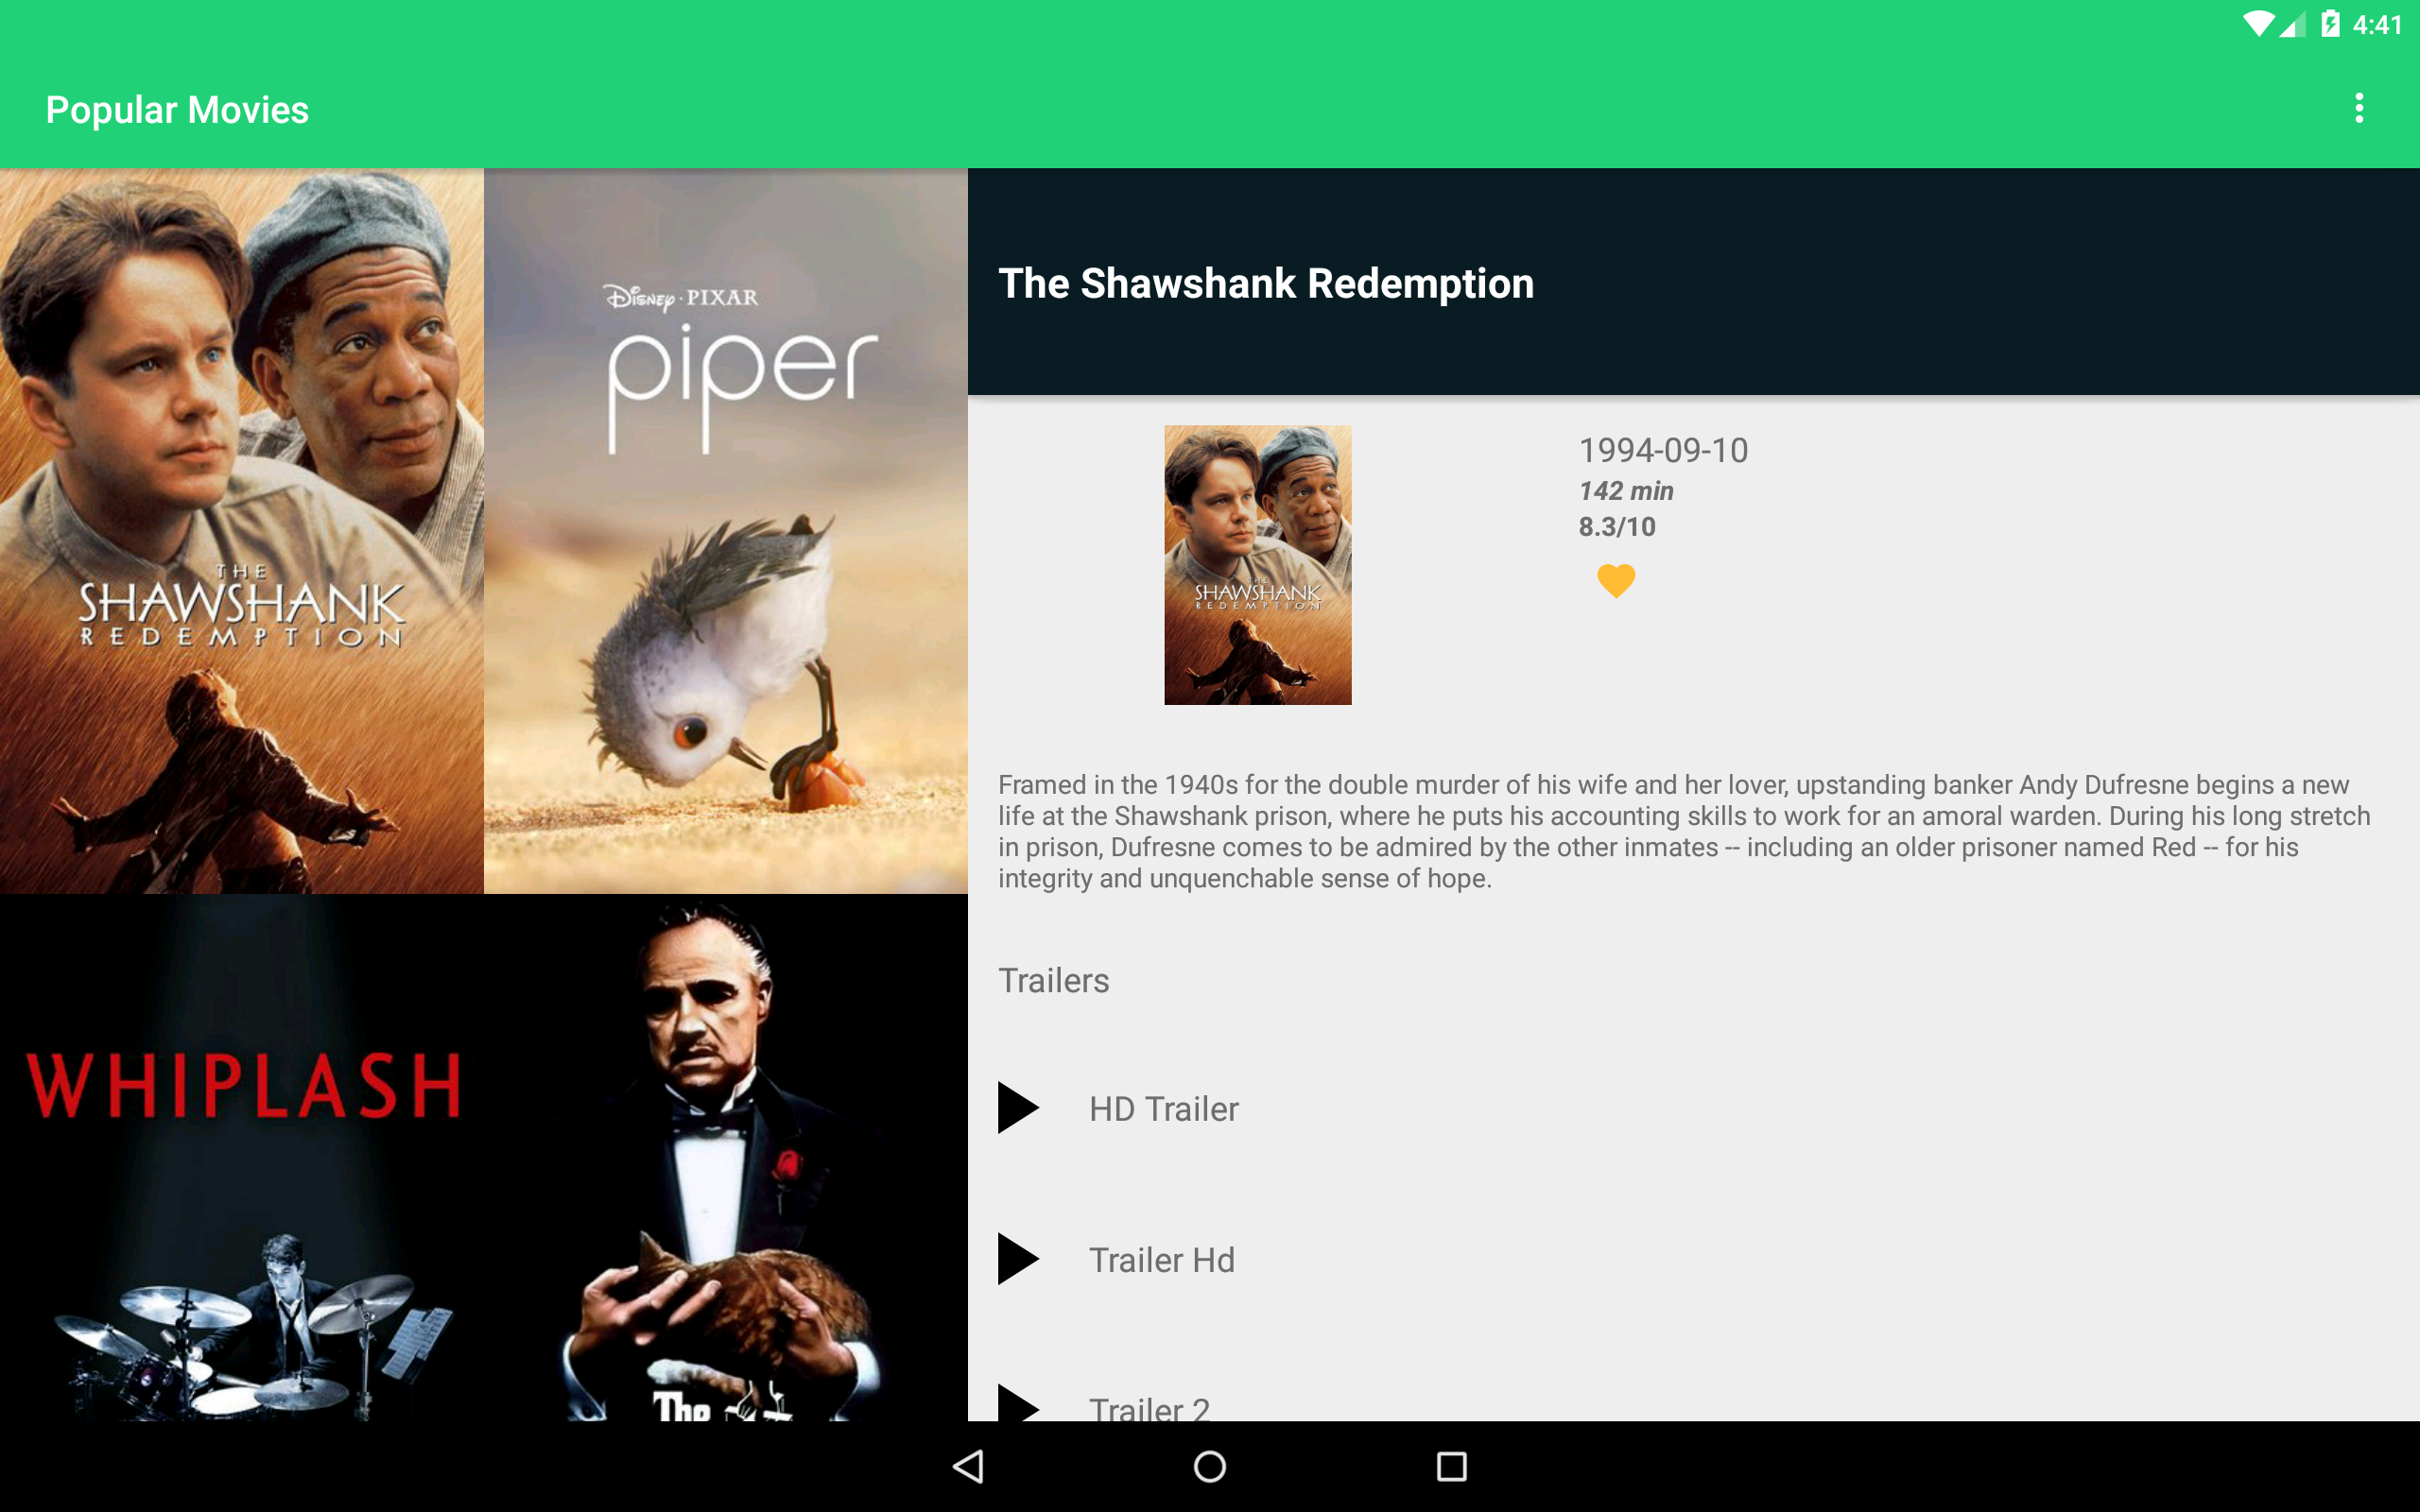 4:41
Popular Movies
THE
SHAWSHANK
REDEMPTION
DISNEY · PIXAR
piper
WHIPLASH
The
The Shawshank Redemption
THE
SHAWSHANK
REDEMPTION
1994-09-10
142 min
8.3/10
Framed in the 1940s for the double murder of his wife and her lover, upstanding banker Andy Dufresne begins a new
life at the Shawshank prison, where he puts his accounting skills to work for an amoral warden. During his long stretch
in prison, Dufresne comes to be admired by the other inmates -- including an older prisoner named Red -- for his
integrity and unquenchable sense of hope.
Trailers
HD Trailer
Trailer Hd
Trailer 2